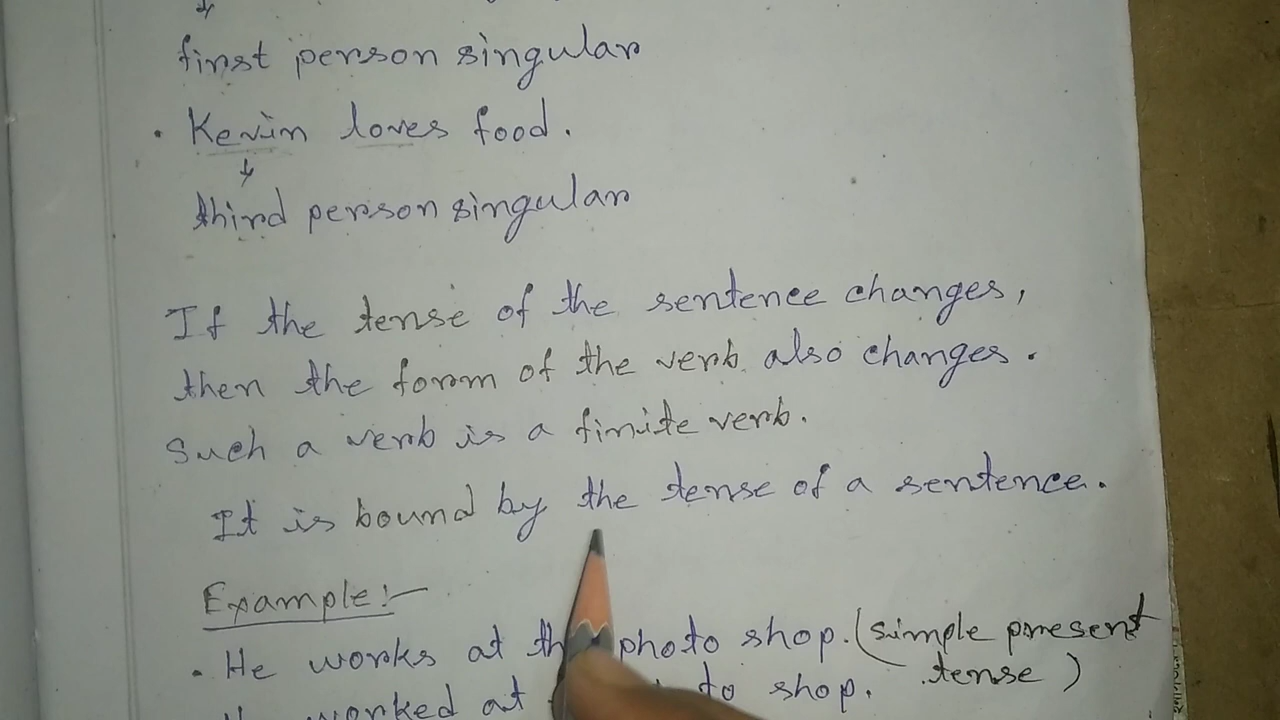 first person singular
. Kevin loves food.
third person singular
If the tense of the sentence changes,
then the form of the verb also changes.
Such a verb is a finite verb.
It is bound by the tense of a sentence.
Example:-
. He works at photo shop. (simple present
worked at to shop. tense)